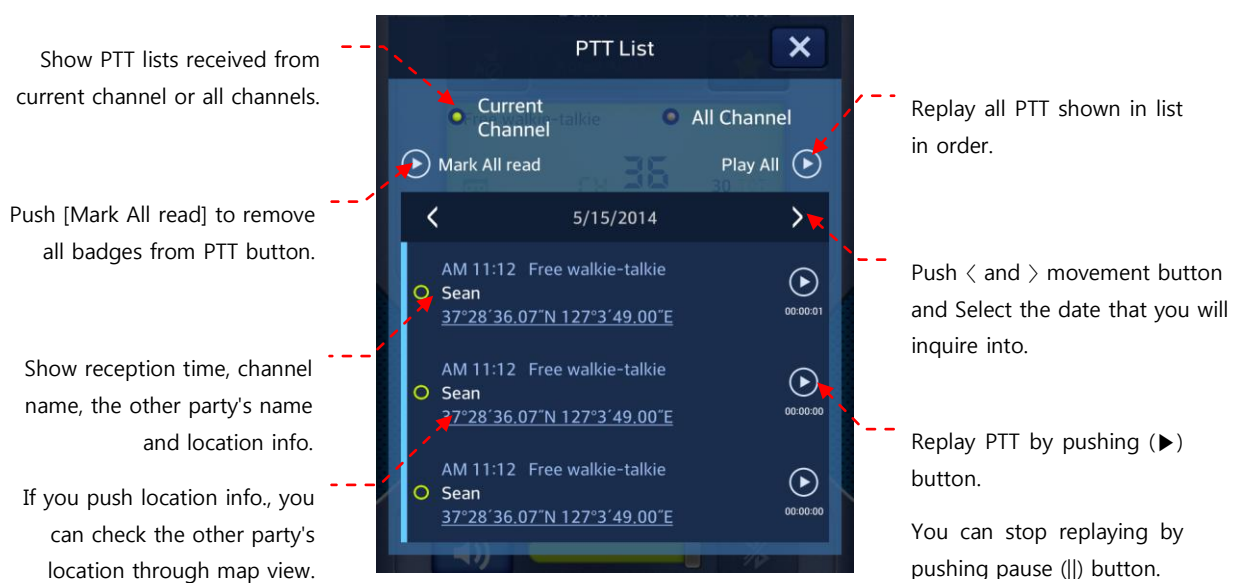 Show PTT lists received from
current channel or all channels.
Push [Mark All read] to remove
all badges from PTT button.
Show reception time, channel
name, the other party's name
and location info.
If you push location info., you
can check the other party's
location through map view.
PTT List
Current
Channel
All Channel
Mark All read
Play All
36
30
< 5/15/2014 >
AM 11:12 Free walkie-talkie
Sean
37°28´36.07˝N 127°3´49.00˝E
00:00:01
AM 11:12 Free walkie-talkie
Sean
37°28´36.07˝N 127°3´49.00˝E
00:00:00
AM 11:12 Free walkie-talkie
Sean
37°28´36.07˝N 127°3´49.00˝E
00:00:00
Replay all PTT shown in list
in order.
Push〈 and 〉movement button
and Select the date that you will
inquire into.
Replay PTT by pushing (▶)
button.
You can stop replaying by
pushing pause (||) button.